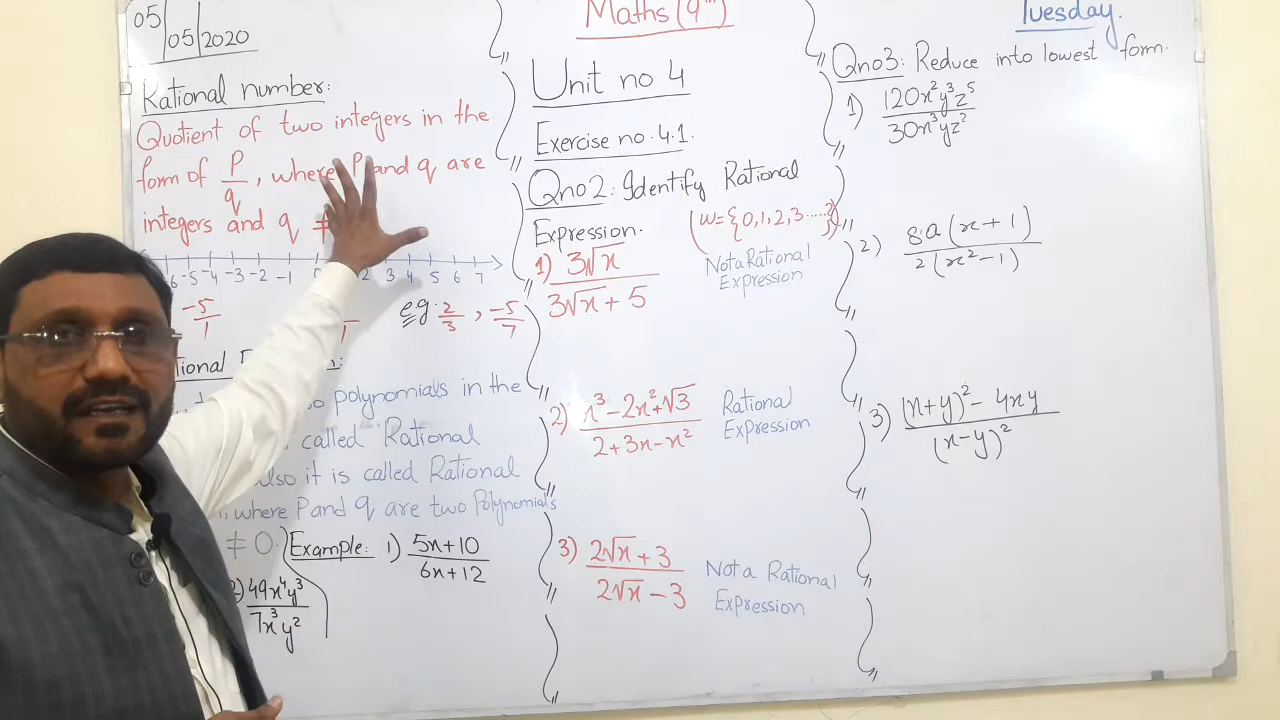 05/05/2020
Rational number:
Quotient of two integers in the
form of P/q, where P and q are
integers and q ≠
-5 -4 -3 -2 -1 2 3 4 5 6 7
-5/1
e.g. 2/3, -5/7
polynomials in the
called Rational
also it is called Rational
, where P and q are two Polynomials
≠ 0.
Example: 1) (5x+10)/(6x+12)
2) 49x⁴y³/7x³y²
Maths (9th)
Unit no 4
Exercise no. 4.1.
Qno2: Identify Rational
Expression. (W={0,1,2,3.....})
1) 3√x/(3√x + 5) Not a Rational
Expression
2) (x³-2x²+√3)/(2+3x-x²) Rational
Expression
3) (2√x + 3)/(2√x - 3) Not a Rational
Expression
Tuesday.
Qno3: Reduce into lowest form.
1) 120x²y³z⁵/30x³yz²
2) 8a(x+1)/2(x²-1)
3) ((x+y)² - 4xy)/(x-y)²